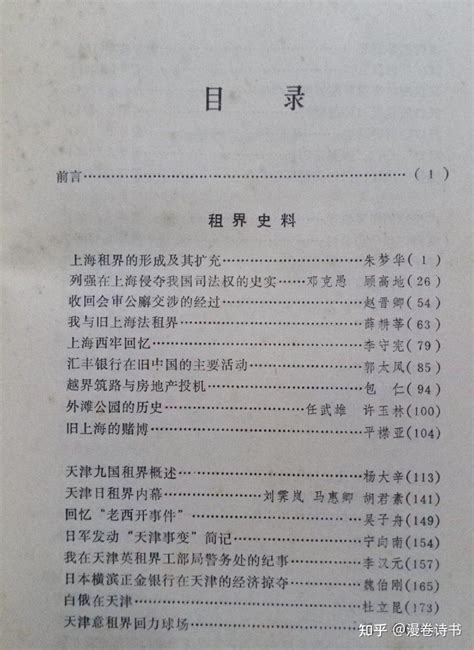 目 录
前言……(1)
租界史料
上海租界的形成及其扩充……朱梦华(1)
列强在上海侵夺我国司法权的史实……邓克愚 顾高地(26)
收回会审公廨交涉的经过……赵晋卿(54)
我与旧上海法租界……薛耕莘(63)
上海西牢回忆……李守宪(79)
汇丰银行在旧中国的主要活动……郭太风(85)
越界筑路与房地产投机……包 仁(94)
外滩公园的历史……任武雄 许玉林(100)
旧上海的赌博……平襟亚(104)
天津九国租界概述……杨大辛(113)
天津日租界内幕……刘霁岚 马惠卿 胡君素(141)
回忆“老西开事件”……吴子舟(149)
日军发动“天津事变”简记……宁向南(154)
我在天津英租界工部局警务处的纪事……李汉元(157)
日本横滨正金银行在天津的经济掠夺……魏伯刚(165)
白俄在天津……杜立昆(173)
天津意租界回力球场……
知乎 @漫卷诗书